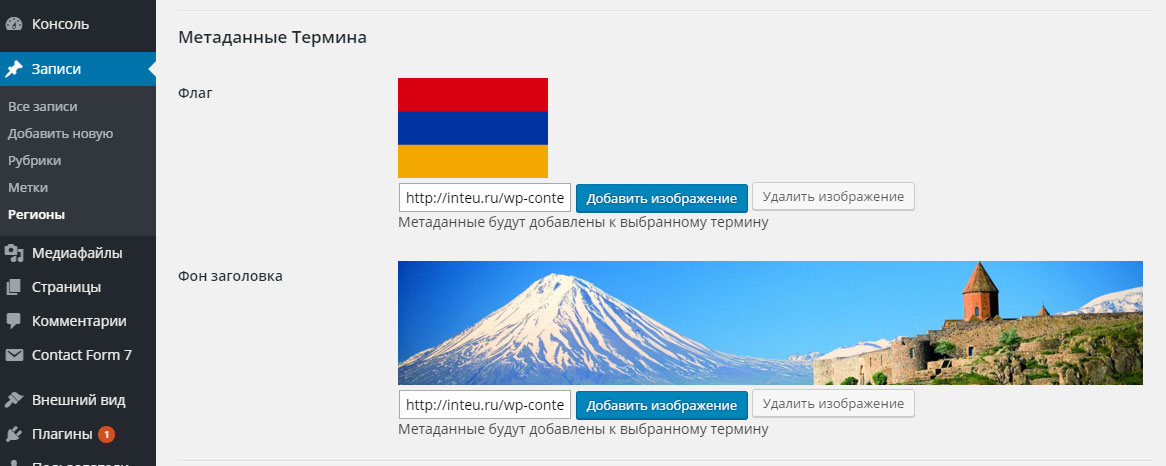 Консоль
Записи
Все записи
Добавить новую
Рубрики
Метки
Регионы
Медиафайлы
Страницы
Комментарии
Contact Form 7
Внешний вид
Плагины 1
Пользователи
Метаданные Термина
Флаг
http://inteu.ru/wp-conte Добавить изображение Удалить изображение
Метаданные будут добавлены к выбранному термину
Фон заголовка
http://inteu.ru/wp-conte Добавить изображение Удалить изображение
Метаданные будут добавлены к выбранному термину